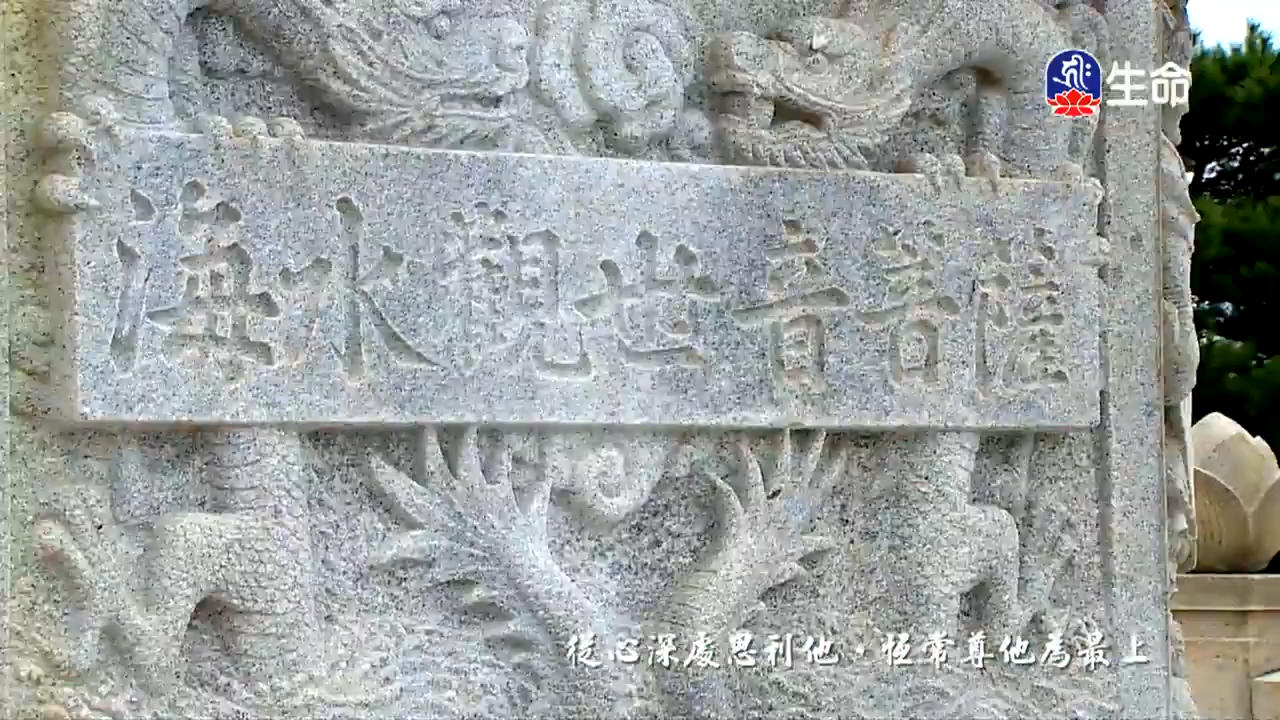 生命
海水觀世音菩薩
從心深處思利他，恆常尊他為最上